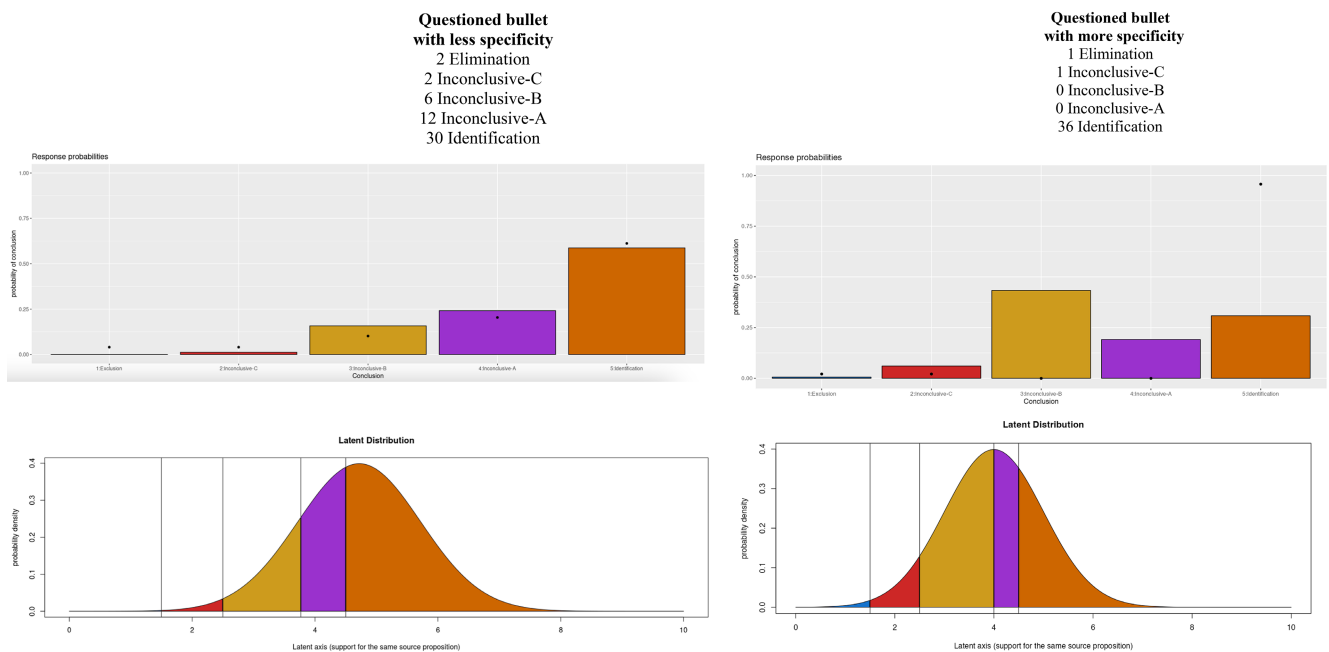 Questioned bullet
with less specificity
2 Elimination
2 Inconclusive-C
6 Inconclusive-B
12 Inconclusive-A
30 Identification
Response probabilities
1.00
0.75
0.50
0.25
0.00
probability of conclusion
1:Exclusion
2:Inconclusive-C
3:Inconclusive-B
4:Inconclusive-A
5:Identification
Conclusion
Latent Distribution
0.4
0.3
0.2
0.1
0.0
probability density
0
2
4
6
8
10
Latent axis (support for the same source proposition)
Questioned bullet
with more specificity
1 Elimination
1 Inconclusive-C
0 Inconclusive-B
0 Inconclusive-A
36 Identification
Response probabilities
1.00
0.75
0.50
0.25
0.00
probability of conclusion
1:Exclusion
2:Inconclusive-C
3:Inconclusive-B
4:Inconclusive-A
5:Identification
Conclusion
Latent Distribution
0.4
0.3
0.2
0.1
0.0
probability density
0
2
4
6
8
10
Latent axis (support for the same source proposition)